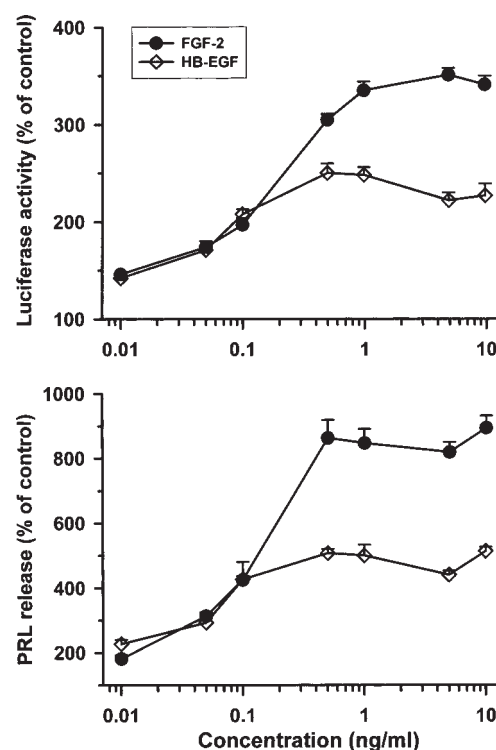 Luciferase activity (% of control)
400
300
200
100
FGF-2
HB-EGF
0.01 0.1 1 10
PRL release (% of control)
1000
800
600
400
200
0.01 0.1 1 10
Concentration (ng/ml)